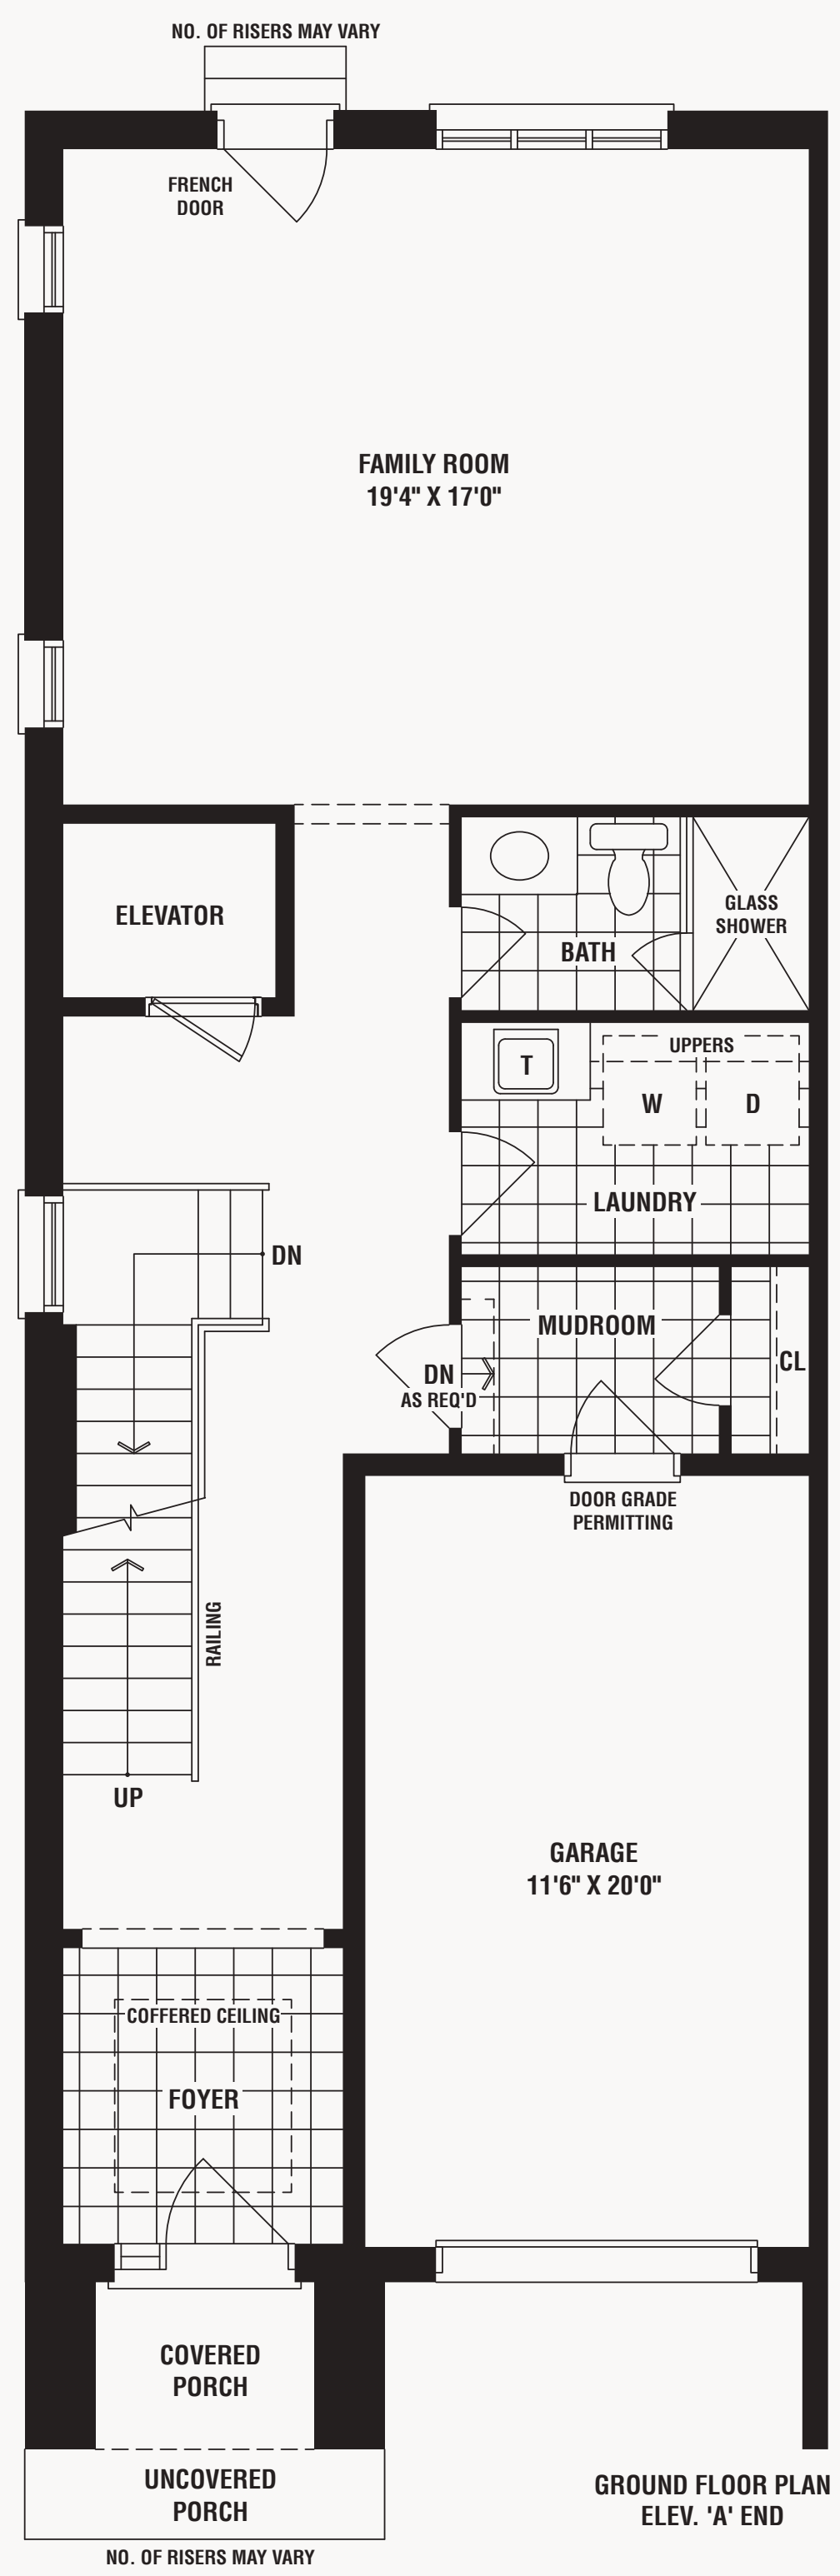 NO. OF RISERS MAY VARY
FRENCH
DOOR
FAMILY ROOM
19'4" X 17'0"
ELEVATOR
GLASS
SHOWER
BATH
UPPERS
T
W
D
LAUNDRY
DN
MUDROOM
CL
DN
AS REQ'D
DOOR GRADE
PERMITTING
RAILING
UP
GARAGE
11'6" X 20'0"
COFFERED CEILING
FOYER
COVERED
PORCH
UNCOVERED
PORCH
GROUND FLOOR PLAN
ELEV. 'A' END
NO. OF RISERS MAY VARY